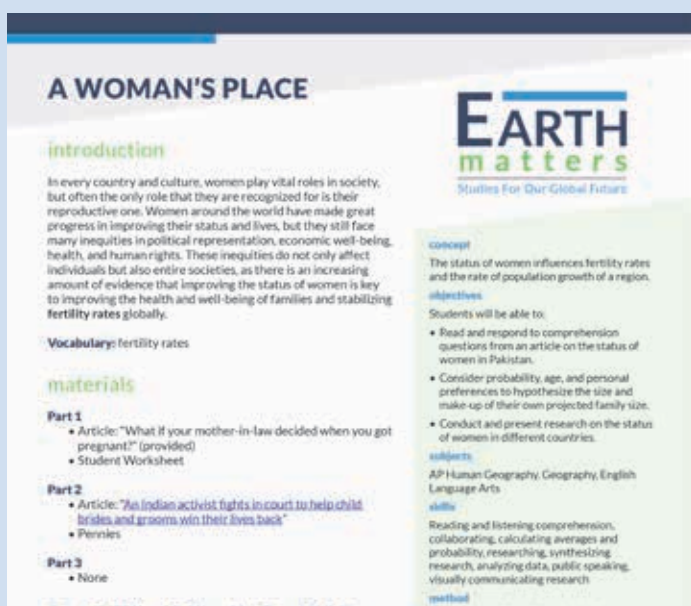 A WOMAN'S PLACE
introduction
In every country and culture, women play vital roles in society,
but often the only role that they are recognized for is their
reproductive one. Women around the world have made great
progress in improving their status and lives, but they still face
many inequities in political representation, economic well-being,
health, and human rights. These inequities do not only affect
individuals but also entire societies, as there is an increasing
amount of evidence that improving the status of women is key
to improving the health and well-being of families and stabilizing
fertility rates globally.
Vocabulary: fertility rates
materials
Part 1
• Article: "What if your mother-in-law decided when you got
pregnant?" (provided)
• Student Worksheet
Part 2
• Article: "An Indian activist fights in court to help child
brides and grooms win their lives back"
• Pennies
Part 3
• None
EARTH
matters
Studies For Our Global Future
concept
The status of women influences fertility rates
and the rate of population growth of a region.
objectives
Students will be able to:
• Read and respond to comprehension
questions from an article on the status of
women in Pakistan.
• Consider probability, age, and personal
preferences to hypothesize the size and
make-up of their own projected family size.
• Conduct and present research on the status
of women in different countries.
subjects
AP Human Geography, Geography, English
Language Arts
skills
Reading and listening comprehension,
collaborating, calculating averages and
probability, researching, synthesizing
research, analyzing data, public speaking,
visually communicating research
method